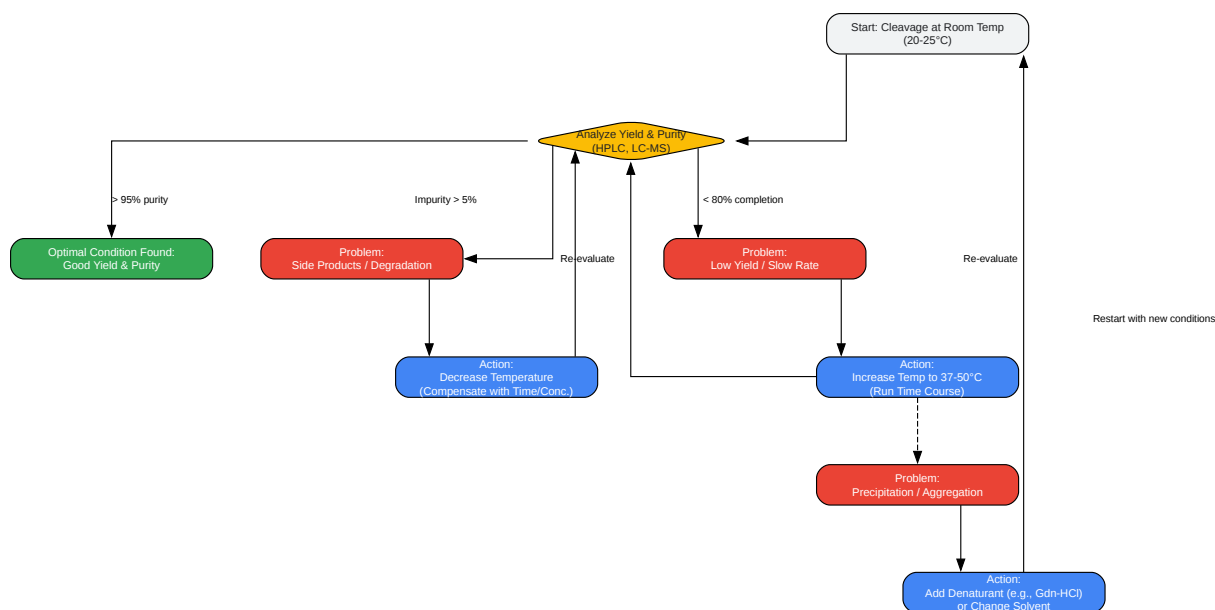 Start: Cleavage at Room Temp
(20-25°C)
Analyze Yield & Purity
(HPLC, LC-MS)
> 95% purity
Impurity > 5%
< 80% completion
Optimal Condition Found:
Good Yield & Purity
Problem:
Side Products / Degradation
Re-evaluate
Problem:
Low Yield / Slow Rate
Re-evaluate
Restart with new conditions
Action:
Decrease Temperature
(Compensate with Time/Conc.)
Action:
Increase Temp to 37-50°C
(Run Time Course)
Problem:
Precipitation / Aggregation
Action:
Add Denaturant (e.g., Gdn-HCl)
or Change Solvent